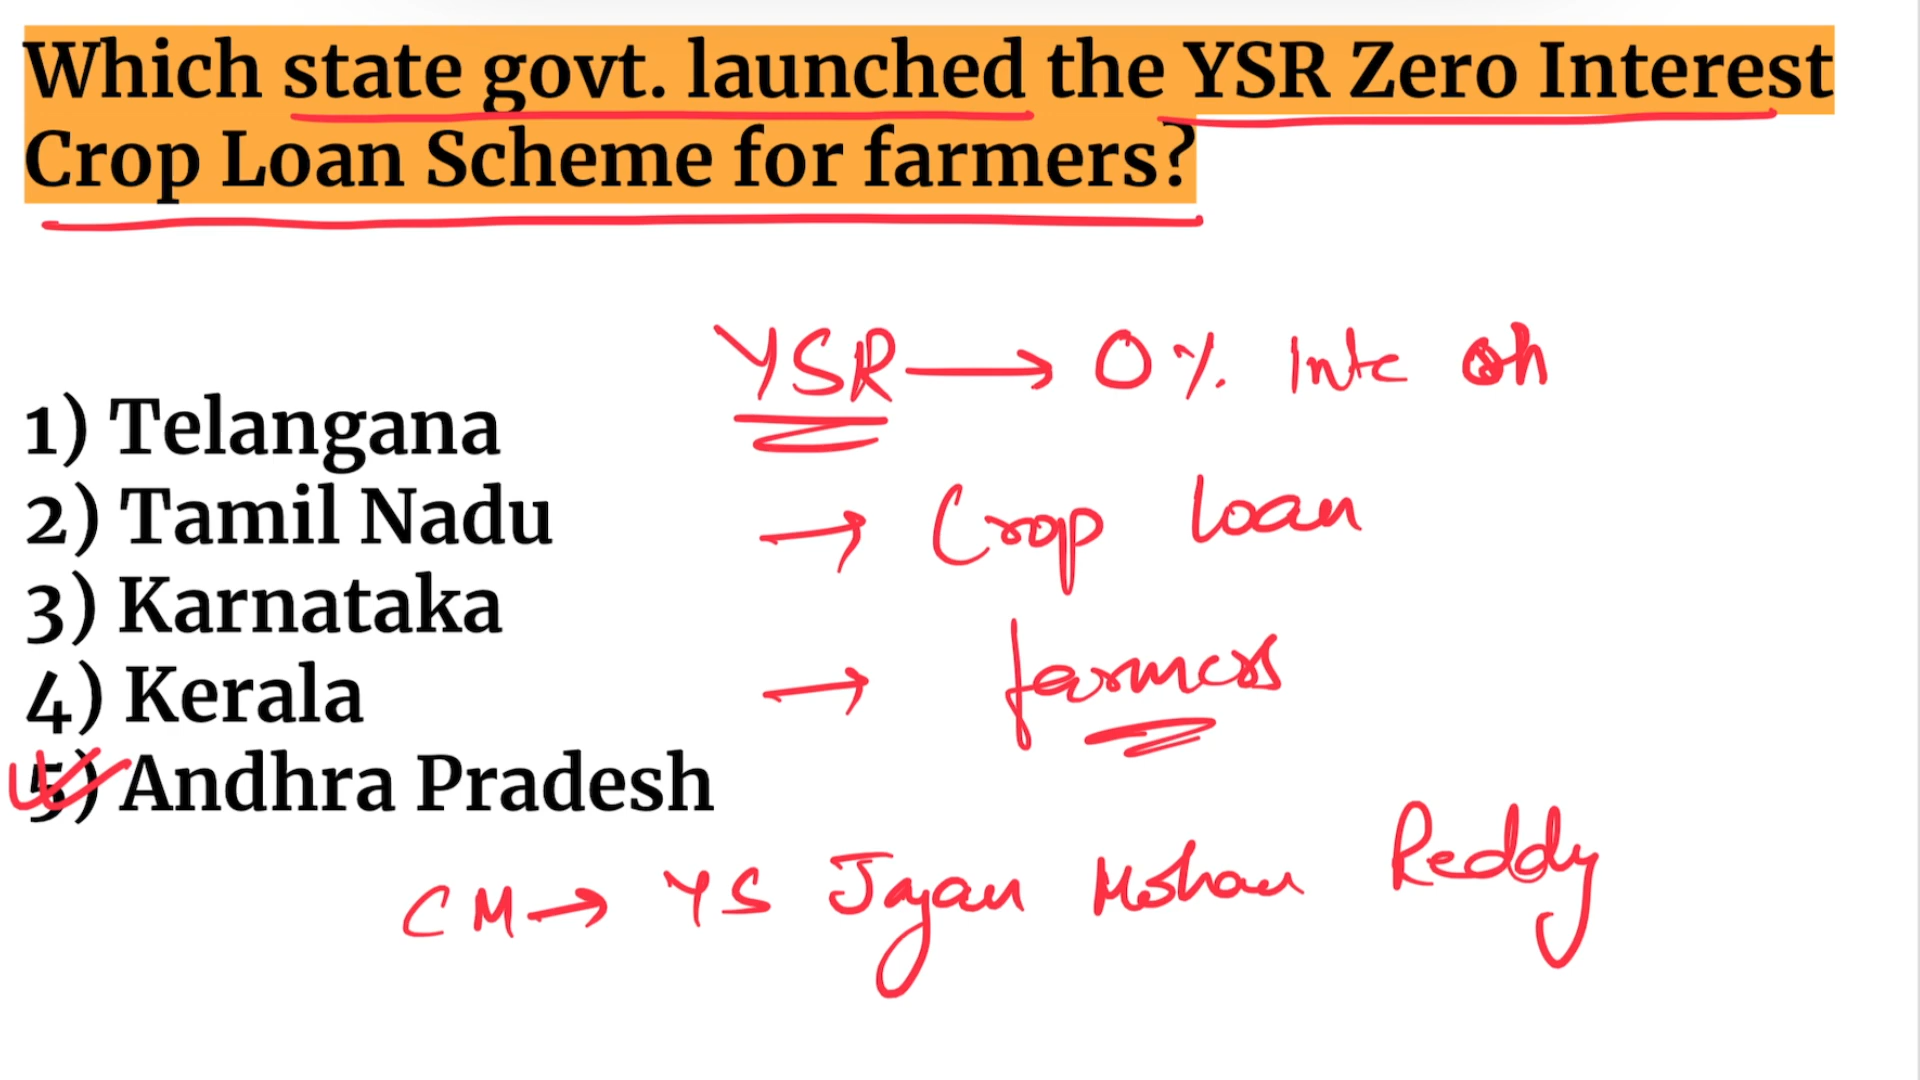 Which state govt. launched the YSR Zero Interest
Crop Loan Scheme for farmers?
YSR → 0% Inte
1) Telangana
2) Tamil Nadu
→ Crop loan
3) Karnataka
4) Kerala
→ farmers
5) Andhra Pradesh
CM → YS Jagan Mohan Reddy